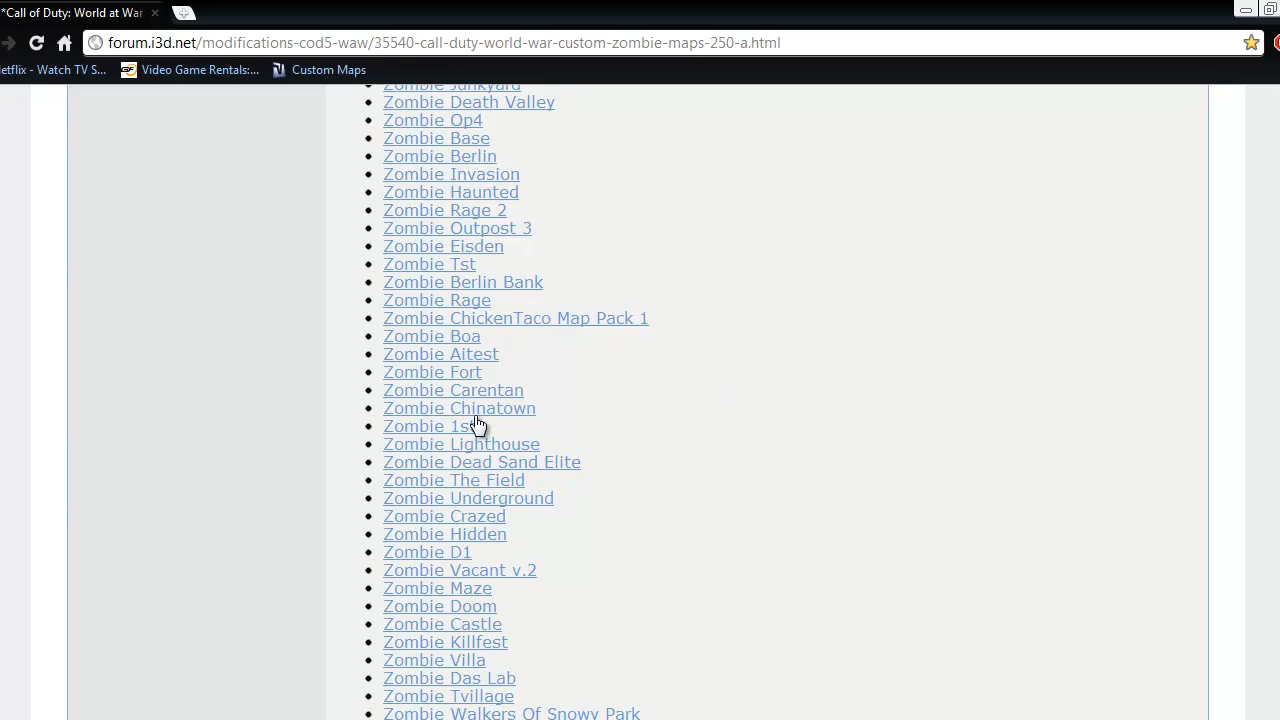 *Call of Duty: World at War
forum.i3d.net/modifications-cod5-waw/35540-call-duty-world-war-custom-zombie-maps-250-a.html
etflix - Watch TV S...
Video Game Rentals:...
Custom Maps
Zombie Junkyard
Zombie Death Valley
Zombie Op4
Zombie Base
Zombie Berlin
Zombie Invasion
Zombie Haunted
Zombie Rage 2
Zombie Outpost 3
Zombie Eisden
Zombie Tst
Zombie Berlin Bank
Zombie Rage
Zombie ChickenTaco Map Pack 1
Zombie Boa
Zombie Aitest
Zombie Fort
Zombie Carentan
Zombie Chinatown
Zombie
Zombie Lighthouse
Zombie Dead Sand Elite
Zombie The Field
Zombie Underground
Zombie Crazed
Zombie Hidden
Zombie D1
Zombie Vacant v.2
Zombie Maze
Zombie Doom
Zombie Castle
Zombie Killfest
Zombie Villa
Zombie Das Lab
Zombie Tvillage
Zombie Walkers Of Snowy Park